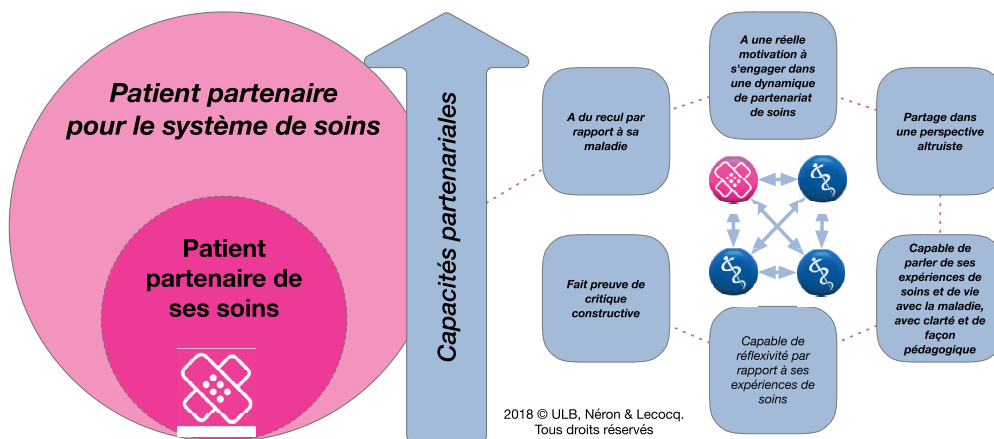 Patient partenaire
pour le système de soins
Patient
partenaire de
ses soins
Capacités partenariales
A du recul par
rapport à sa
maladie
A une réelle
motivation à
s'engager dans
une dynamique
de partenariat
de soins
Partage dans
une perspective
altruiste
Capable de
parler de ses
expériences de
soins et de vie
avec la maladie,
avec clarté et de
façon
pédagogique
Capable de
réflexivité par
rapport à ses
expériences de
soins
Fait preuve de
critique
constructive
2018 © ULB, Néron & Lecocq.
Tous droits réservés